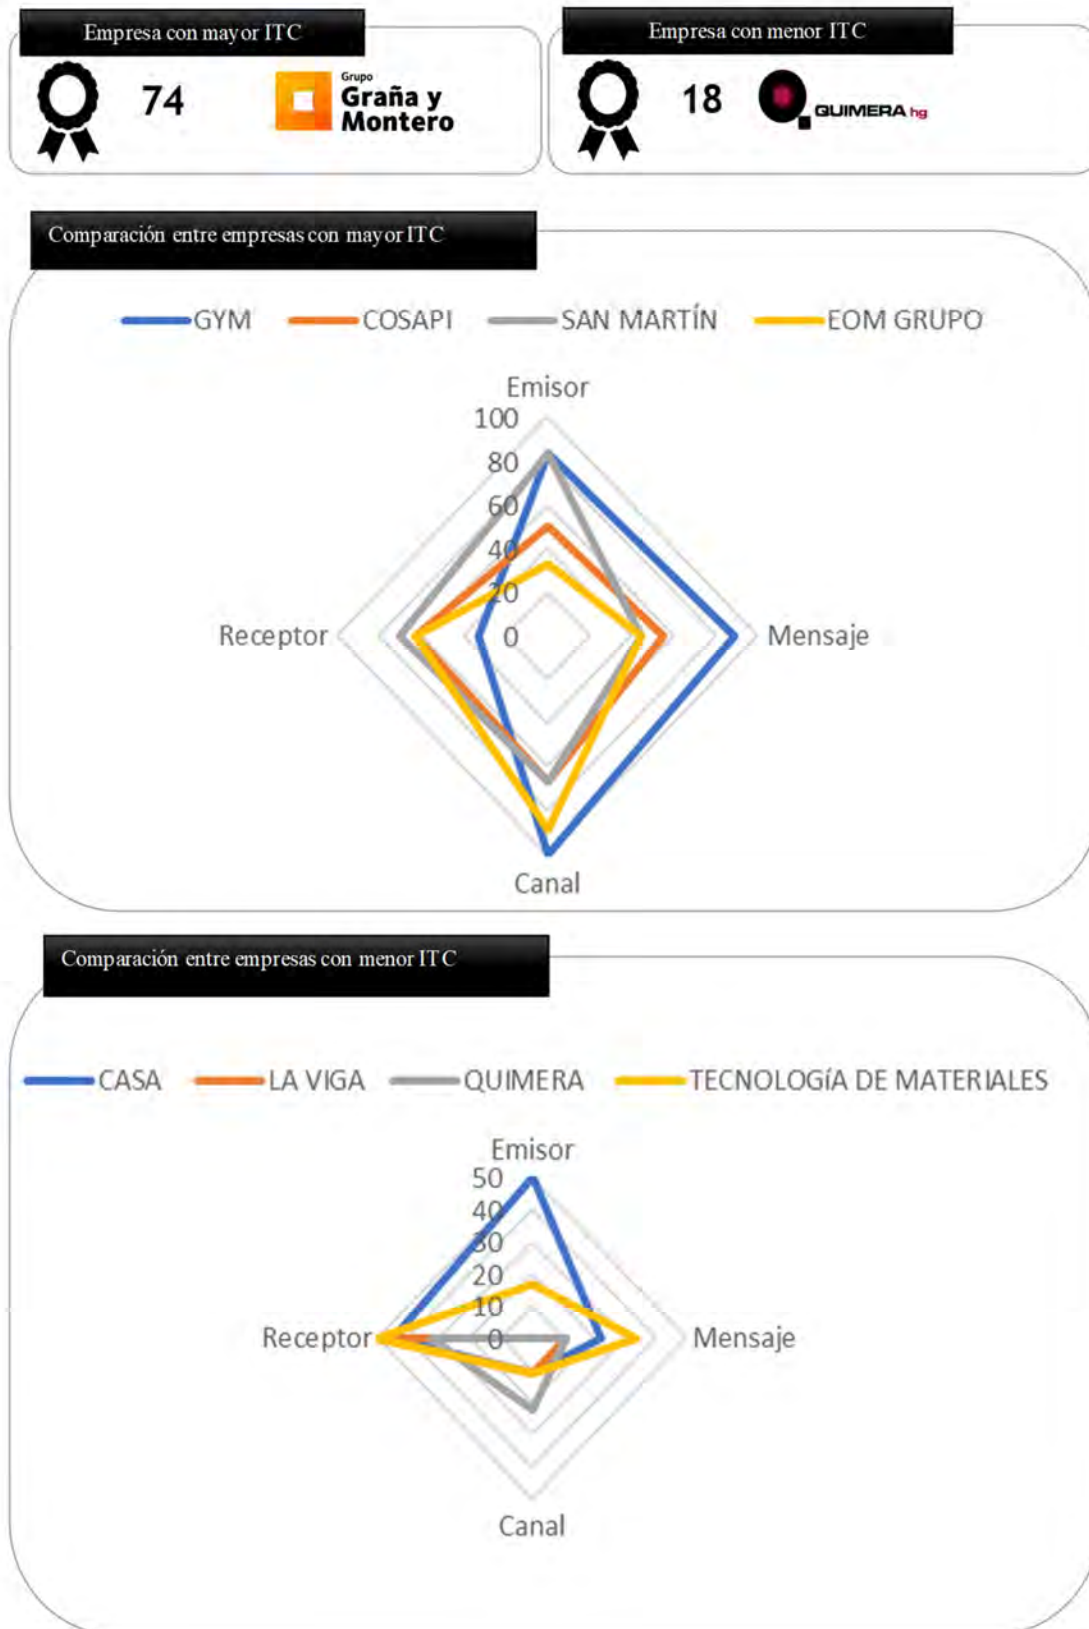 Empresa con mayor ITC
74
Grupo
Graña y
Montero
Empresa con menor ITC
18
QUIMERA hg
Comparación entre empresas con mayor ITC
GYM COSAPI SAN MARTÍN EOM GRUPO
Emisor
100
80
60
40
20
0
Receptor
Mensaje
Canal
Comparación entre empresas con menor ITC
CASA LA VIGA QUIMERA TECNOLOGÍA DE MATERIALES
Emisor
50
40
30
20
10
0
Receptor
Mensaje
Canal